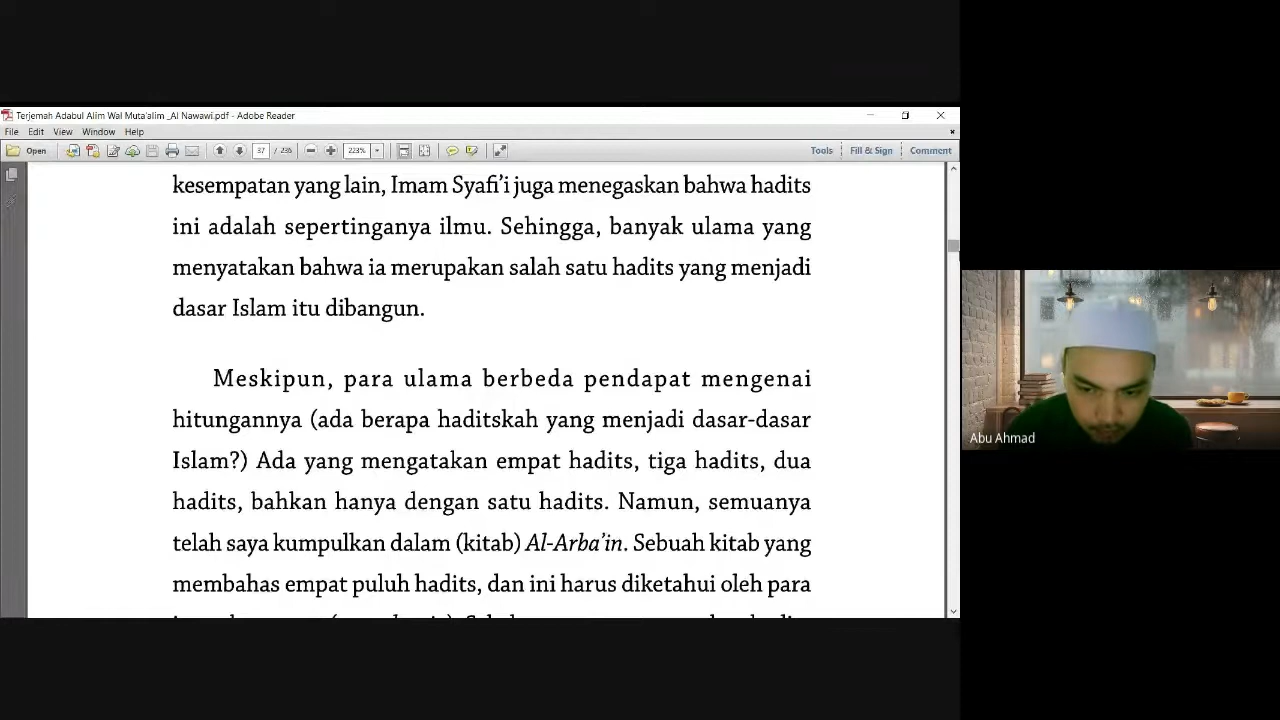 Terjemah Adabul Alim Wal Muta'alim _Al Nawawi.pdf - Adobe Reader
File Edit View Window Help
Open 37 / 236 223% Tools Fill & Sign Comment
kesempatan yang lain, Imam Syafi'i juga menegaskan bahwa hadits
ini adalah sepertinganya ilmu. Sehingga, banyak ulama yang
menyatakan bahwa ia merupakan salah satu hadits yang menjadi
dasar Islam itu dibangun.
Meskipun, para ulama berbeda pendapat mengenai
hitungannya (ada berapa haditskah yang menjadi dasar-dasar
Islam?) Ada yang mengatakan empat hadits, tiga hadits, dua
hadits, bahkan hanya dengan satu hadits. Namun, semuanya
telah saya kumpulkan dalam (kitab) Al-Arba'in. Sebuah kitab yang
membahas empat puluh hadits, dan ini harus diketahui oleh para
Abu Ahmad